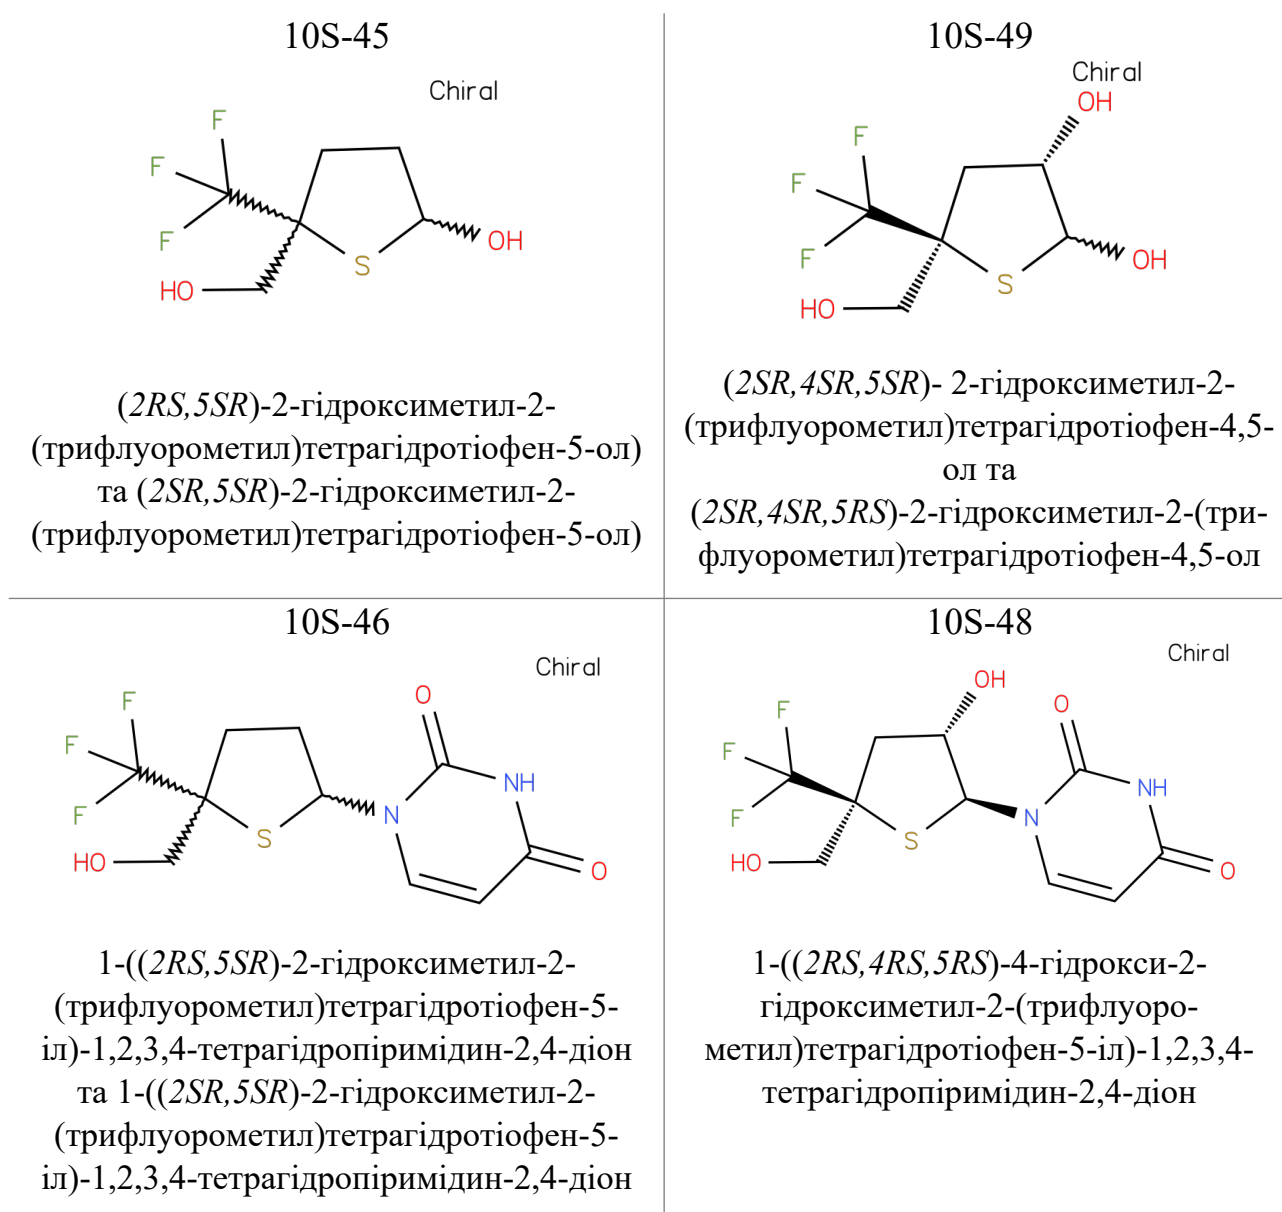 10S-45
Chiral
F
F
F
S
OH
HO
(2RS,5SR)-2-гідроксиметил-2-
(трифлуорометил)тетрагідротіофен-5-ол)
та (2SR,5SR)-2-гідроксиметил-2-
(трифлуорометил)тетрагідротіофен-5-ол)
10S-49
Chiral
OH
F
F
F
OH
S
HO
(2SR,4SR,5SR)- 2-гідроксиметил-2-
(трифлуорометил)тетрагідротіофен-4,5-
ол та
(2SR,4SR,5RS)-2-гідроксиметил-2-(три-
флуорометил)тетрагідротіофен-4,5-ол
10S-46
Chiral
O
F
F
F
NH
N
S
HO
O
1-((2RS,5SR)-2-гідроксиметил-2-
(трифлуорометил)тетрагідротіофен-5-
іл)-1,2,3,4-тетрагідропіримідин-2,4-діон
та 1-((2SR,5SR)-2-гідроксиметил-2-
(трифлуорометил)тетрагідротіофен-5-
іл)-1,2,3,4-тетрагідропіримідин-2,4-діон
10S-48
Chiral
OH
O
F
F
F
NH
N
S
HO
O
1-((2RS,4RS,5RS)-4-гідрокси-2-
гідроксиметил-2-(трифлуоро-
метил)тетрагідротіофен-5-іл)-1,2,3,4-
тетрагідропіримідин-2,4-діон